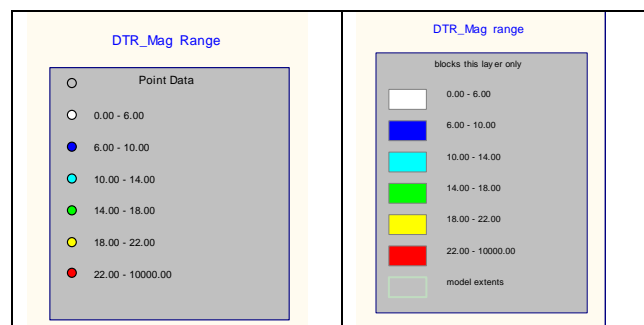 DTR_Mag Range
Point Data
0.00 - 6.00
6.00 - 10.00
10.00 - 14.00
14.00 - 18.00
18.00 - 22.00
22.00 - 10000.00
DTR_Mag range
blocks this layer only
0.00 - 6.00
6.00 - 10.00
10.00 - 14.00
14.00 - 18.00
18.00 - 22.00
22.00 - 10000.00
model extents